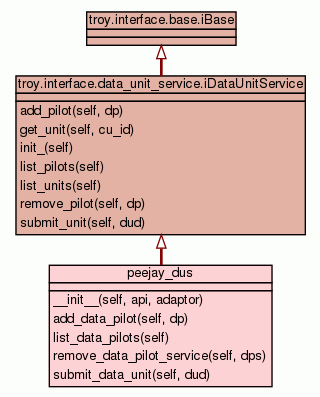 troy.interface.base.iBase
troy.interface.data_unit_service.iDataUnitService
add_pilot(self, dp)
get_unit(self, cu_id)
init_(self)
list_pilots(self)
list_units(self)
remove_pilot(self, dp)
submit_unit(self, dud)
peejay_dus
__init__(self, api, adaptor)
add_data_pilot(self, dp)
list_data_pilots(self)
remove_data_pilot_service(self, dps)
submit_data_unit(self, dud)